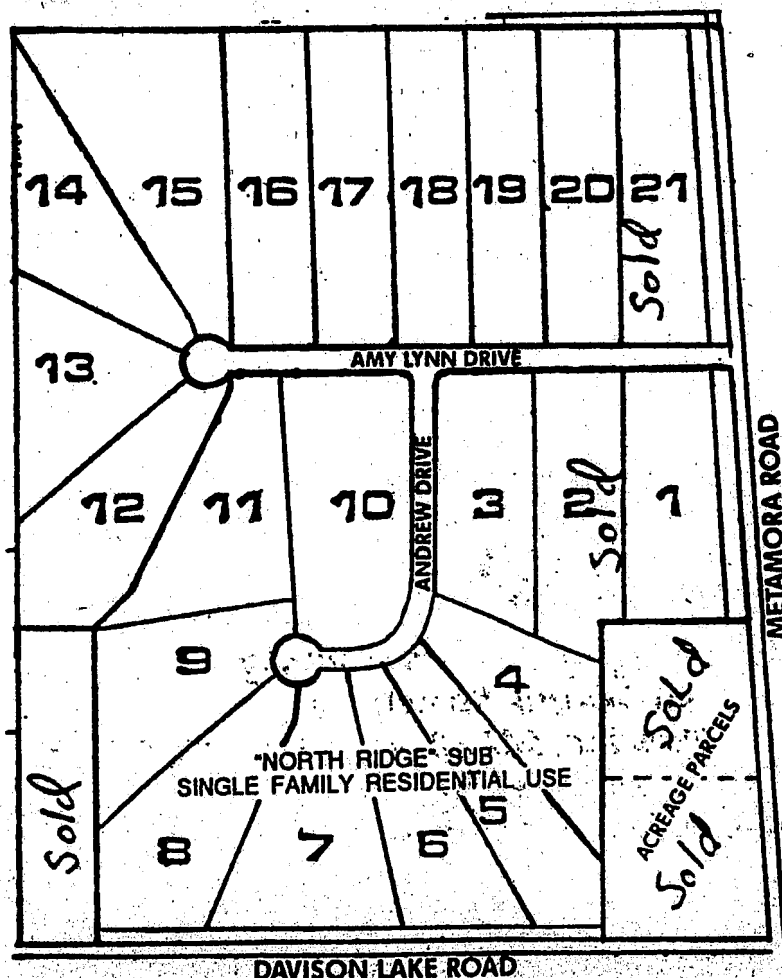 14 15 16 17 18 19 20 21
Sold
AMY LYNN DRIVE
13
METAMORA ROAD
12 11 10
ANDREW DRIVE
3 2 1
Sold
9
4
Sold
ACREAGE PARCELS
Sold
"NORTH RIDGE" SUB
SINGLE FAMILY RESIDENTIAL USE
Sold
8 7 6 5
DAVISON LAKE ROAD